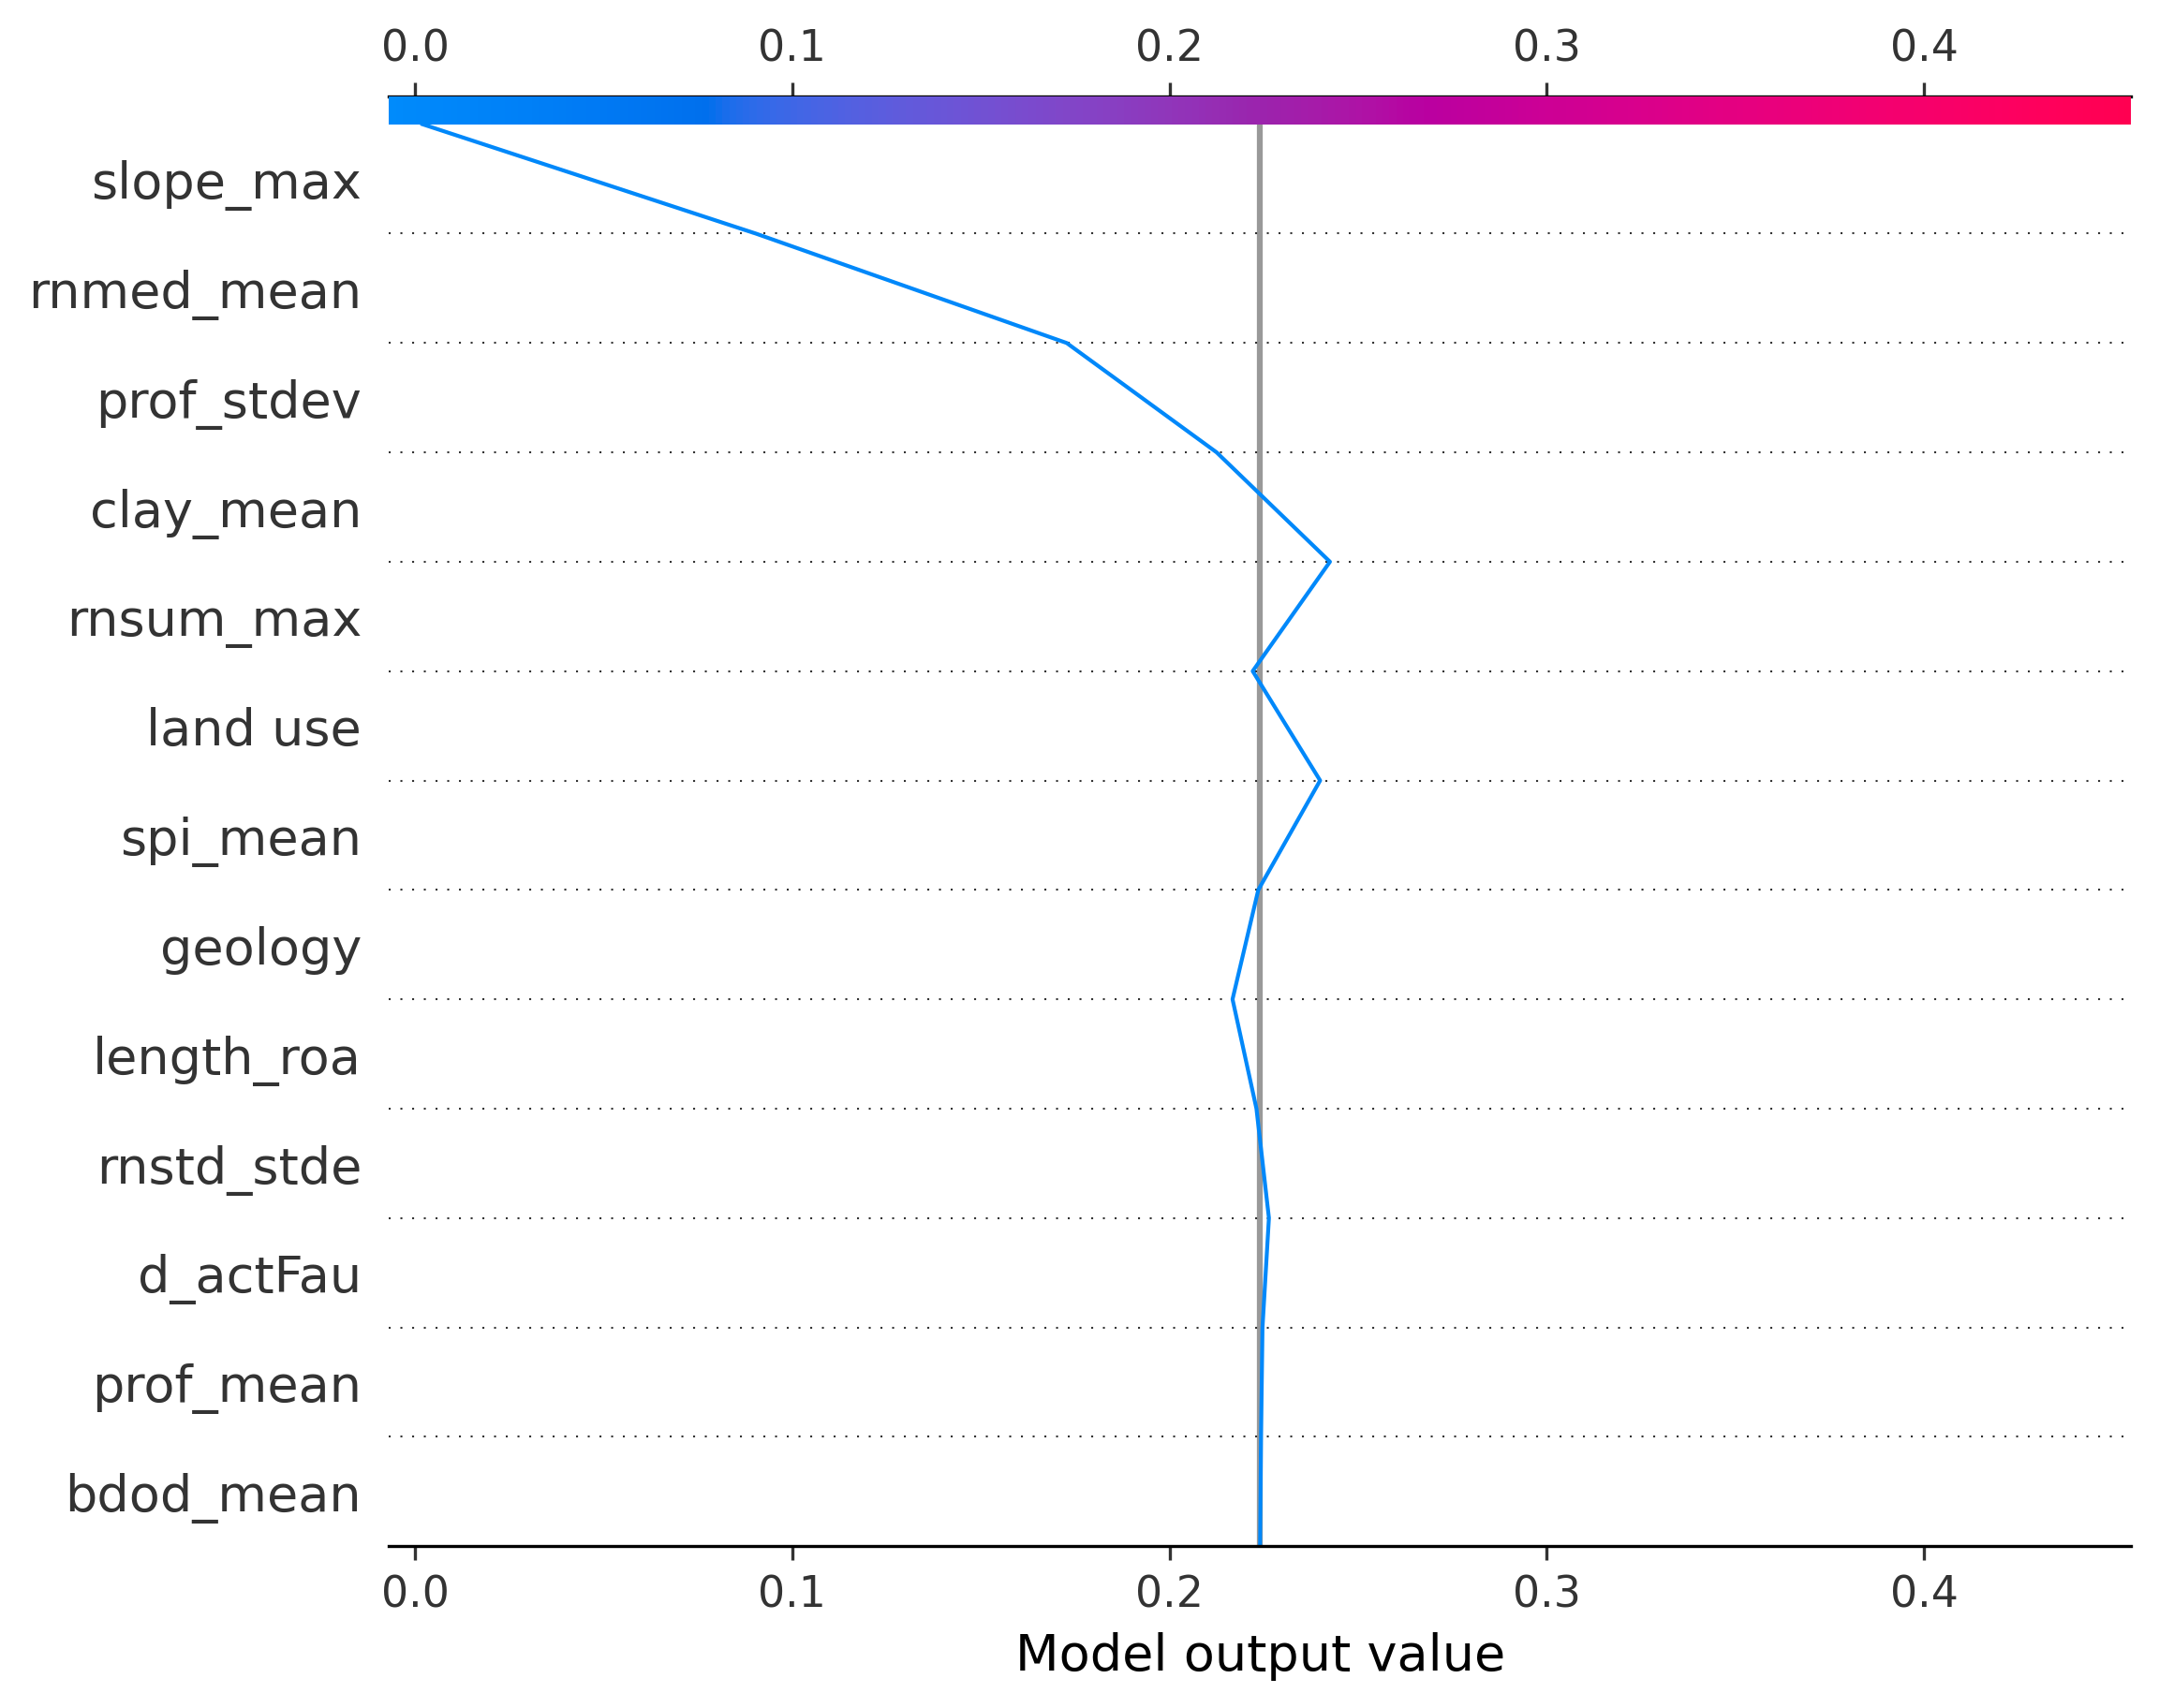 0.0 0.1 0.2 0.3 0.4
slope_max
rnmed_mean
prof_stdev
clay_mean
rnsum_max
land use
spi_mean
geology
length_roa
rnstd_stde
d_actFau
prof_mean
bdod_mean
0.0 0.1 0.2 0.3 0.4
Model output value